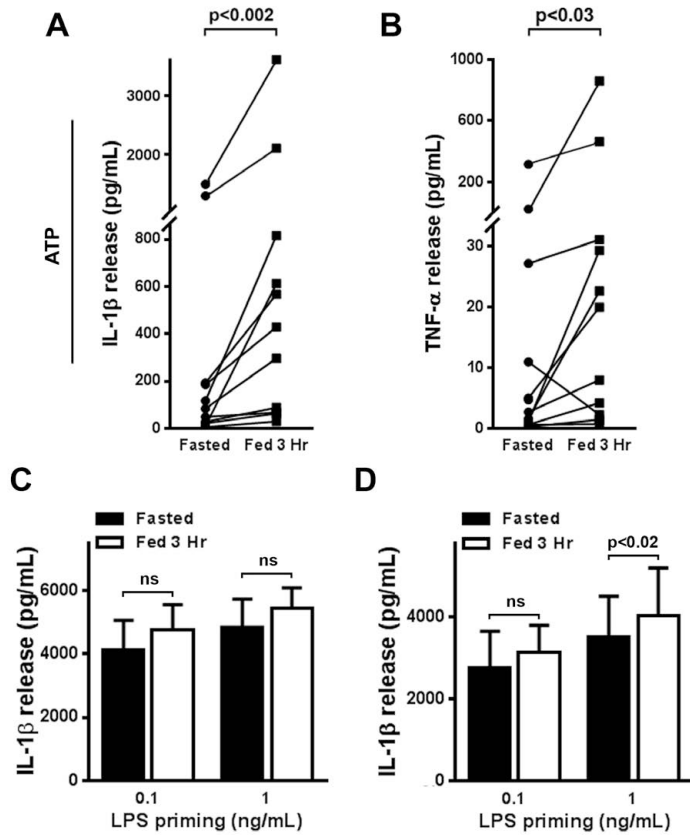 A
p<0.002
B
p<0.03
ATP
IL-1β release (pg/mL)
3000
2000
800
600
400
200
0
Fasted
Fed 3 Hr
TNF-α release (pg/mL)
1000
600
200
30
20
10
0
Fasted
Fed 3 Hr
C
Fasted
Fed 3 Hr
IL-1β release (pg/mL)
6000
4000
2000
0
ns
ns
0.1
1
LPS priming (ng/mL)
D
Fasted
Fed 3 Hr
IL-1β release (pg/mL)
4000
2000
0
ns
p<0.02
0.1
1
LPS priming (ng/mL)